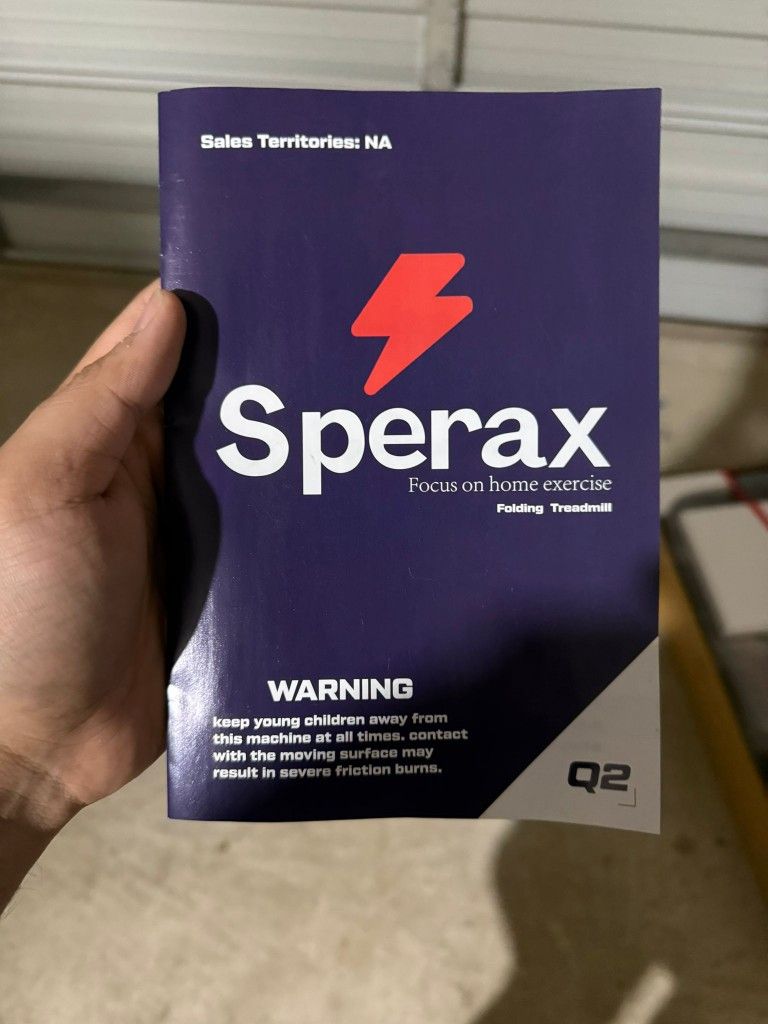 Sales Territories: NA
Sperax
Focus on home exercise
Folding Treadmill
WARNING
keep young children away from
this machine at all times. contact
with the moving surface may
result in severe friction burns.
Q2